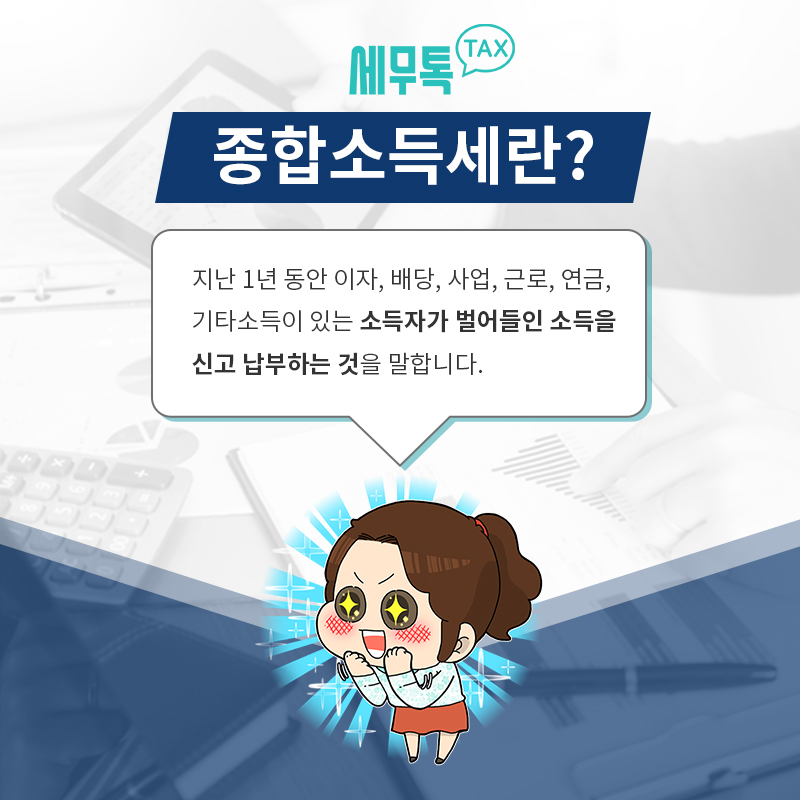 세무톡 TAX
종합소득세란?
지난 1년 동안 이자, 배당, 사업, 근로, 연금,
기타소득이 있는 소득자가 벌어들인 소득을
신고 납부하는 것을 말합니다.